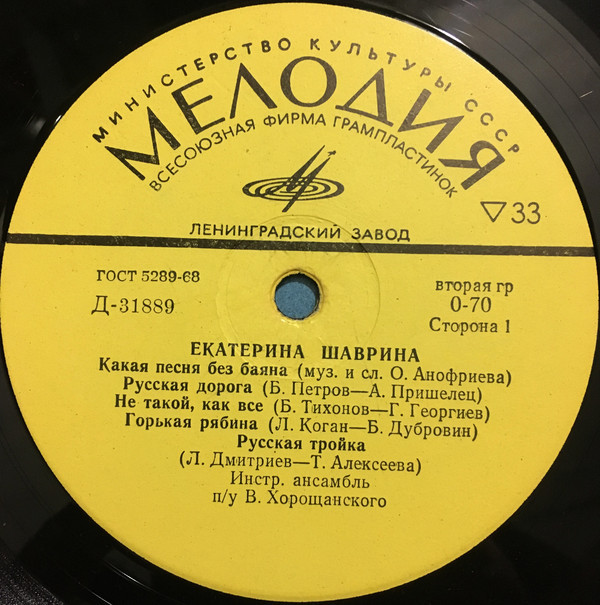 МИНИСТЕРСТВО КУЛЬТУРЫ СССР
МЕЛОДИЯ
ВСЕСОЮЗНАЯ ФИРМА ГРАМПЛАСТИНОК
▽33
ЛЕНИНГРАДСКИЙ ЗАВОД
ГОСТ 5289-68
Д-31889
вторая гр
0-70
Сторона 1
ЕКАТЕРИНА ШАВРИНА
Какая песня без баяна (муз. и сл. О. Анофриева)
Русская дорога (Б. Петров—А. Пришелец)
Не такой, как все (Б. Тихонов—Г. Георгиев)
Горькая рябина (Л. Коган—Б. Дубровин)
Русская тройка
(Л. Дмитриев—Т. Алексеева)
Инстр. ансамбль
п/у В. Хорощанского